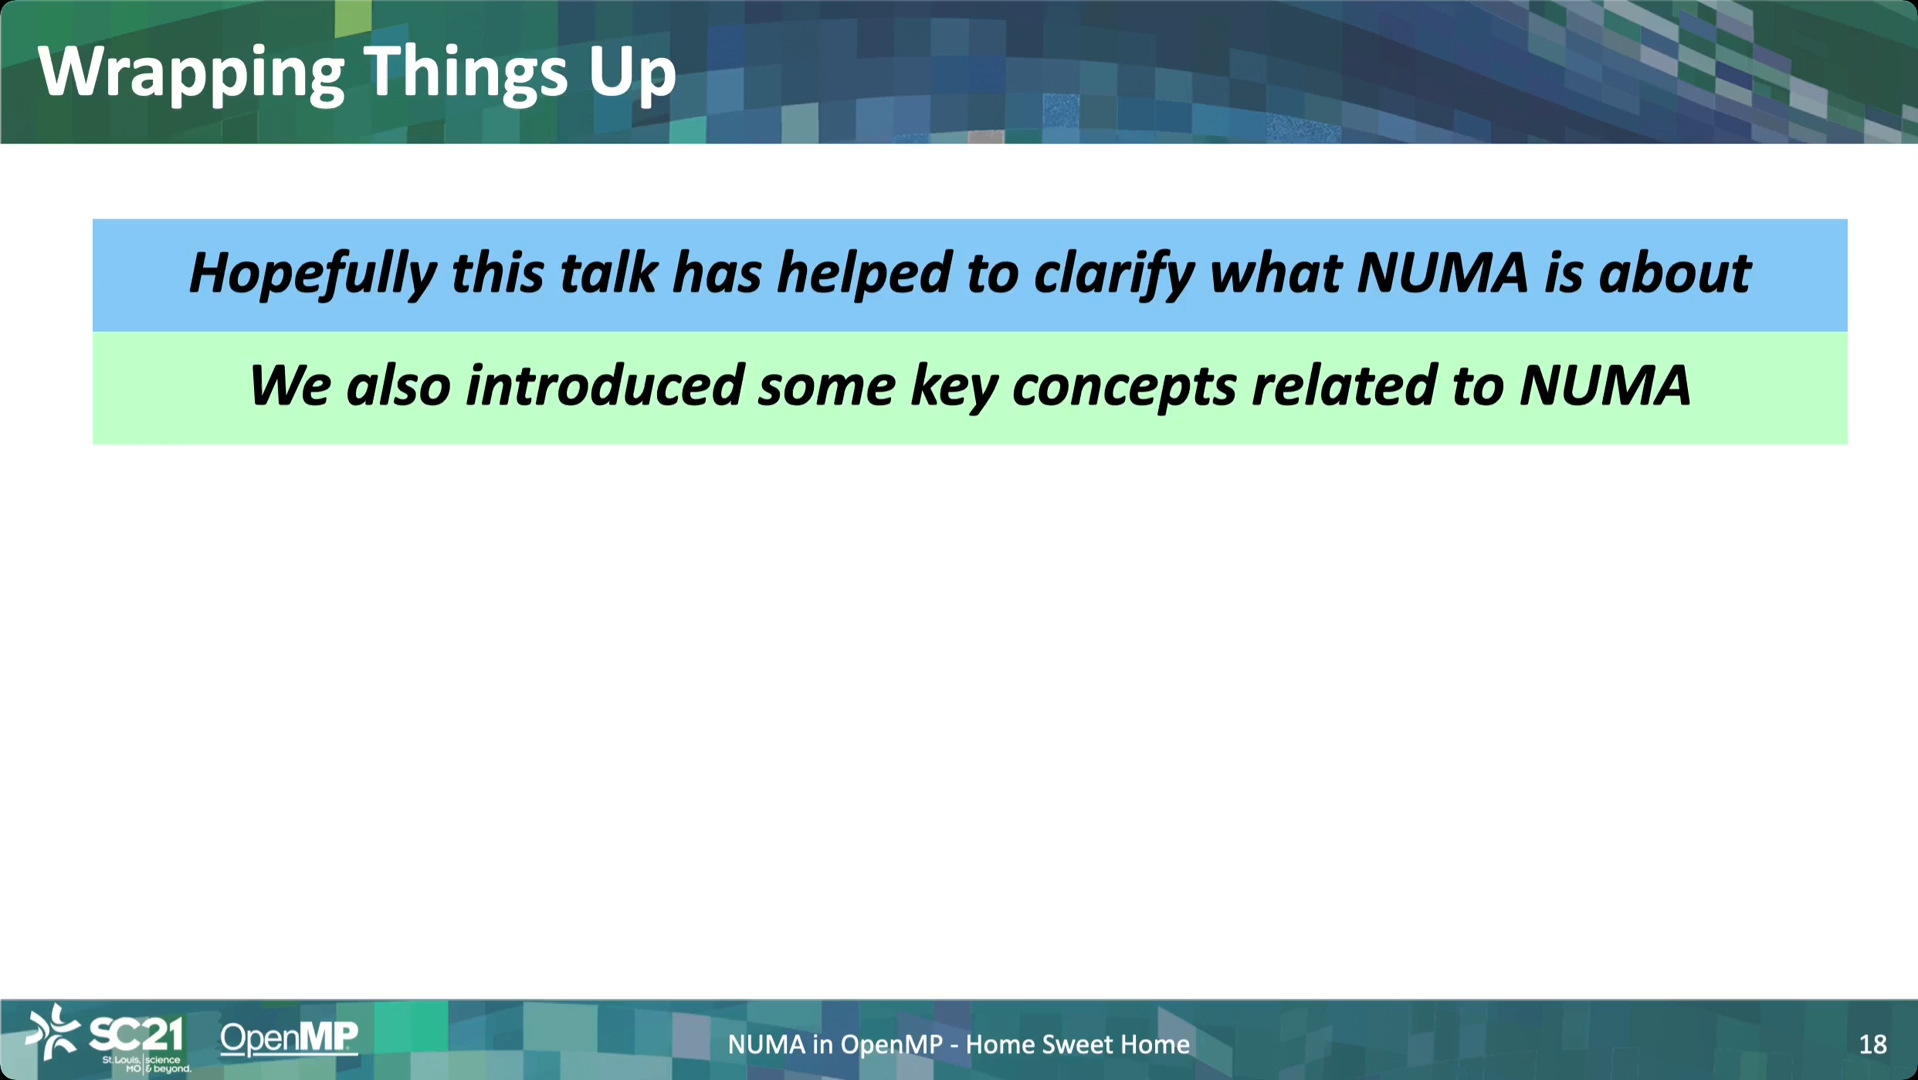 Wrapping Things Up
Hopefully this talk has helped to clarify what NUMA is about
We also introduced some key concepts related to NUMA
SC21
St. Louis, science
MO & beyond.
OpenMP
NUMA in OpenMP - Home Sweet Home
18